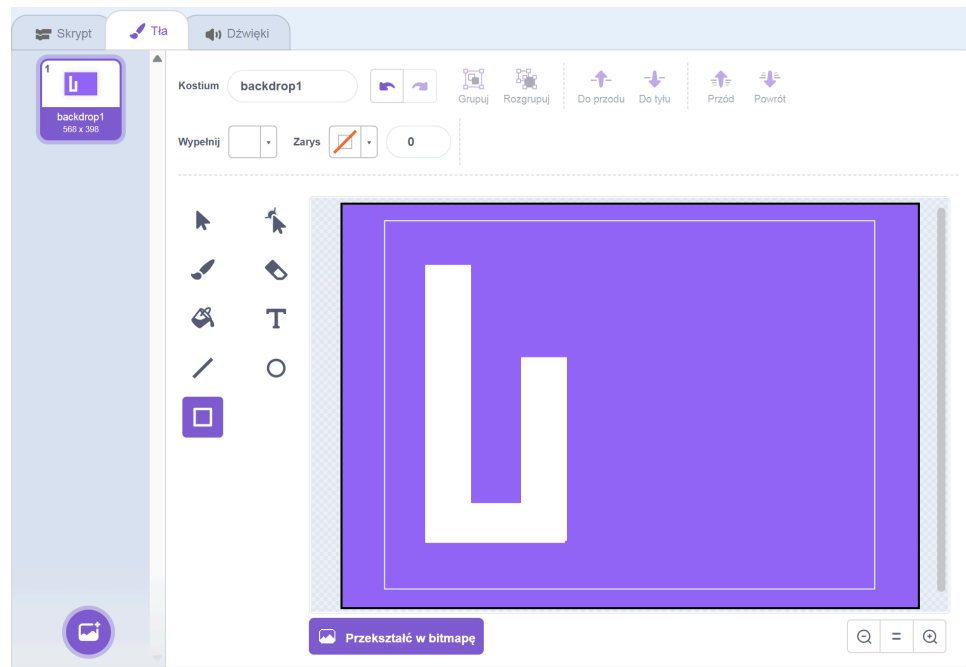 Skrypt Tła Dźwięki
1
backdrop1
568 x 398
Kostium backdrop1 Grupuj Rozgrupuj Do przodu Do tyłu Przód Powrót
Wypełnij Zarys 0
T
Przekształć w bitmapę
=